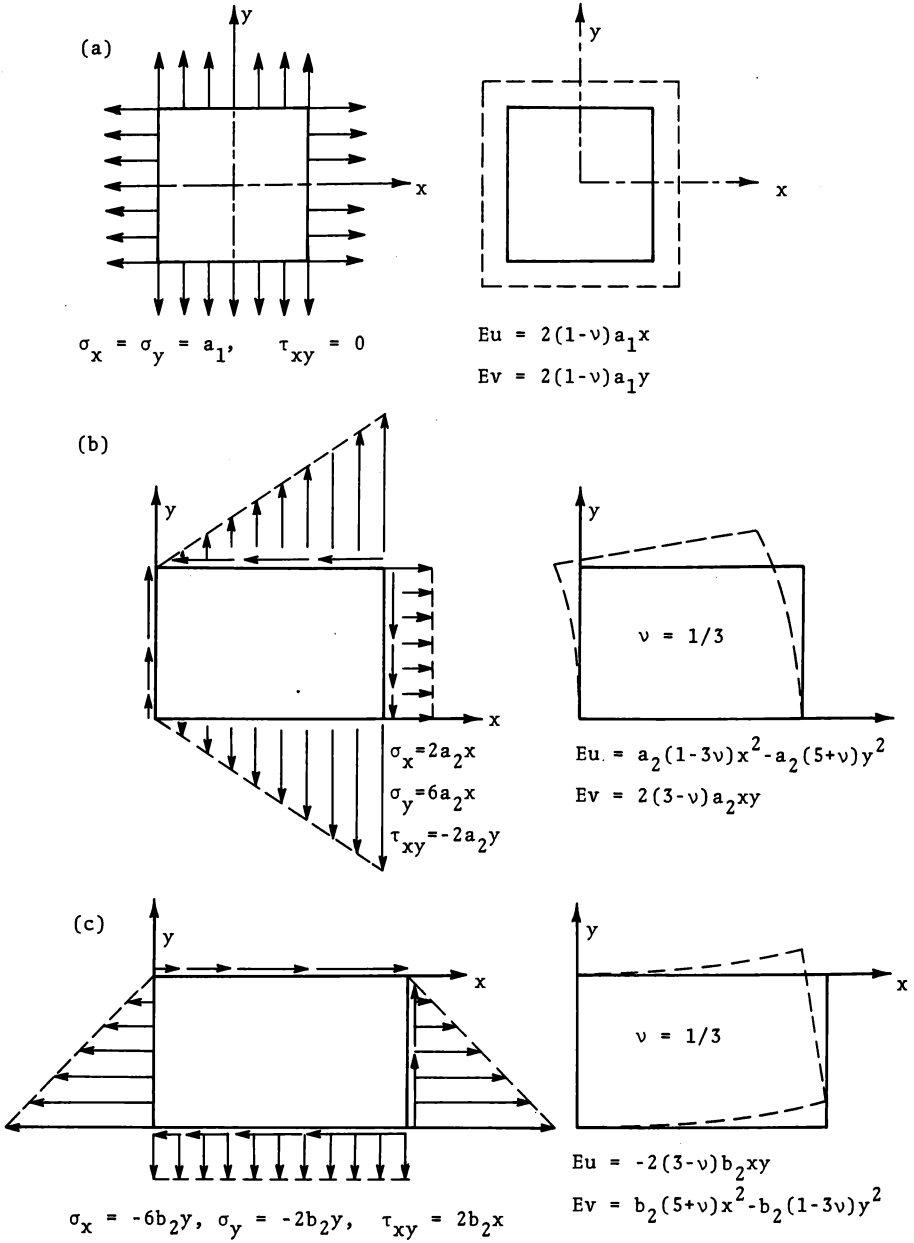 (a)
y
x
σx = σy = a1, τxy = 0
y
x
Eu = 2(1-ν)a1x
Ev = 2(1-ν)a1y
(b)
y
x
σx=2a2x
σy=6a2x
τxy=-2a2y
y
ν = 1/3
Eu. = a2(1-3ν)x²-a2(5+ν)y²
Ev = 2(3-ν)a2xy
(c)
y
x
σx = -6b2y, σy = -2b2y, τxy = 2b2x
y
x
ν = 1/3
Eu = -2(3-ν)b2xy
Ev = b2(5+ν)x²-b2(1-3ν)y²